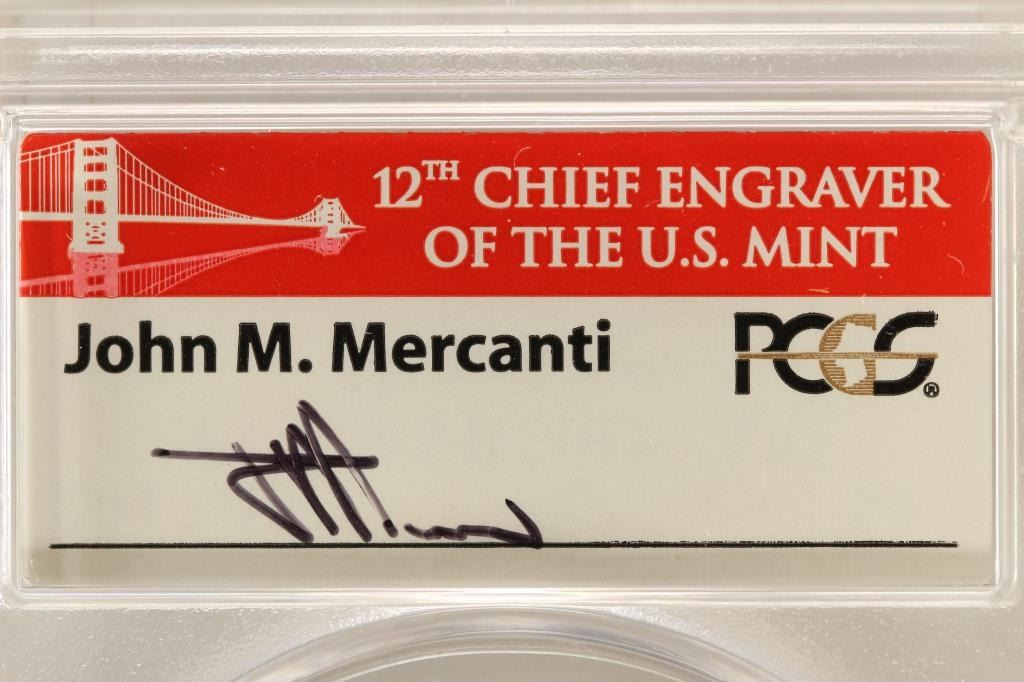 12TH CHIEF ENGRAVER
OF THE U.S. MINT
John M. Mercanti
PCGS®